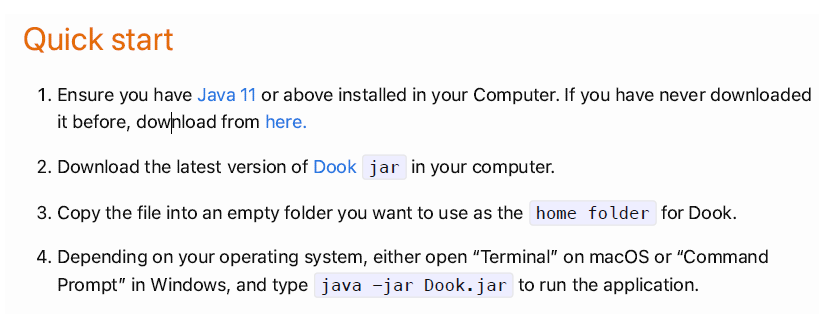 Quick start
1. Ensure you have Java 11 or above installed in your Computer. If you have never downloaded
it before, download from here.
2. Download the latest version of Dook jar in your computer.
3. Copy the file into an empty folder you want to use as the home folder for Dook.
4. Depending on your operating system, either open “Terminal” on macOS or “Command
Prompt” in Windows, and type java -jar Dook.jar to run the application.